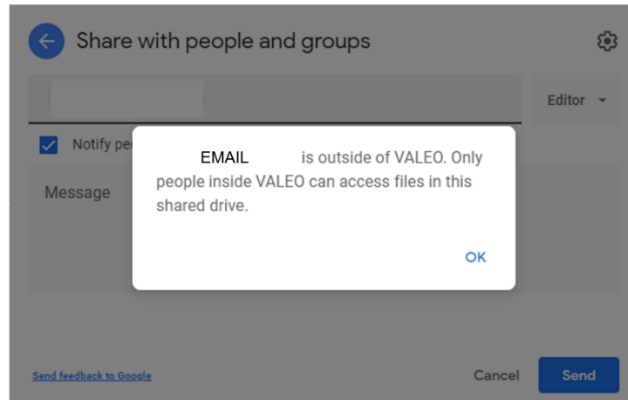 Share with people and groups
Editor
Notify pe
EMAIL is outside of VALEO. Only
people inside VALEO can access files in this
shared drive.
Message
OK
Send feedback to Google
Cancel
Send